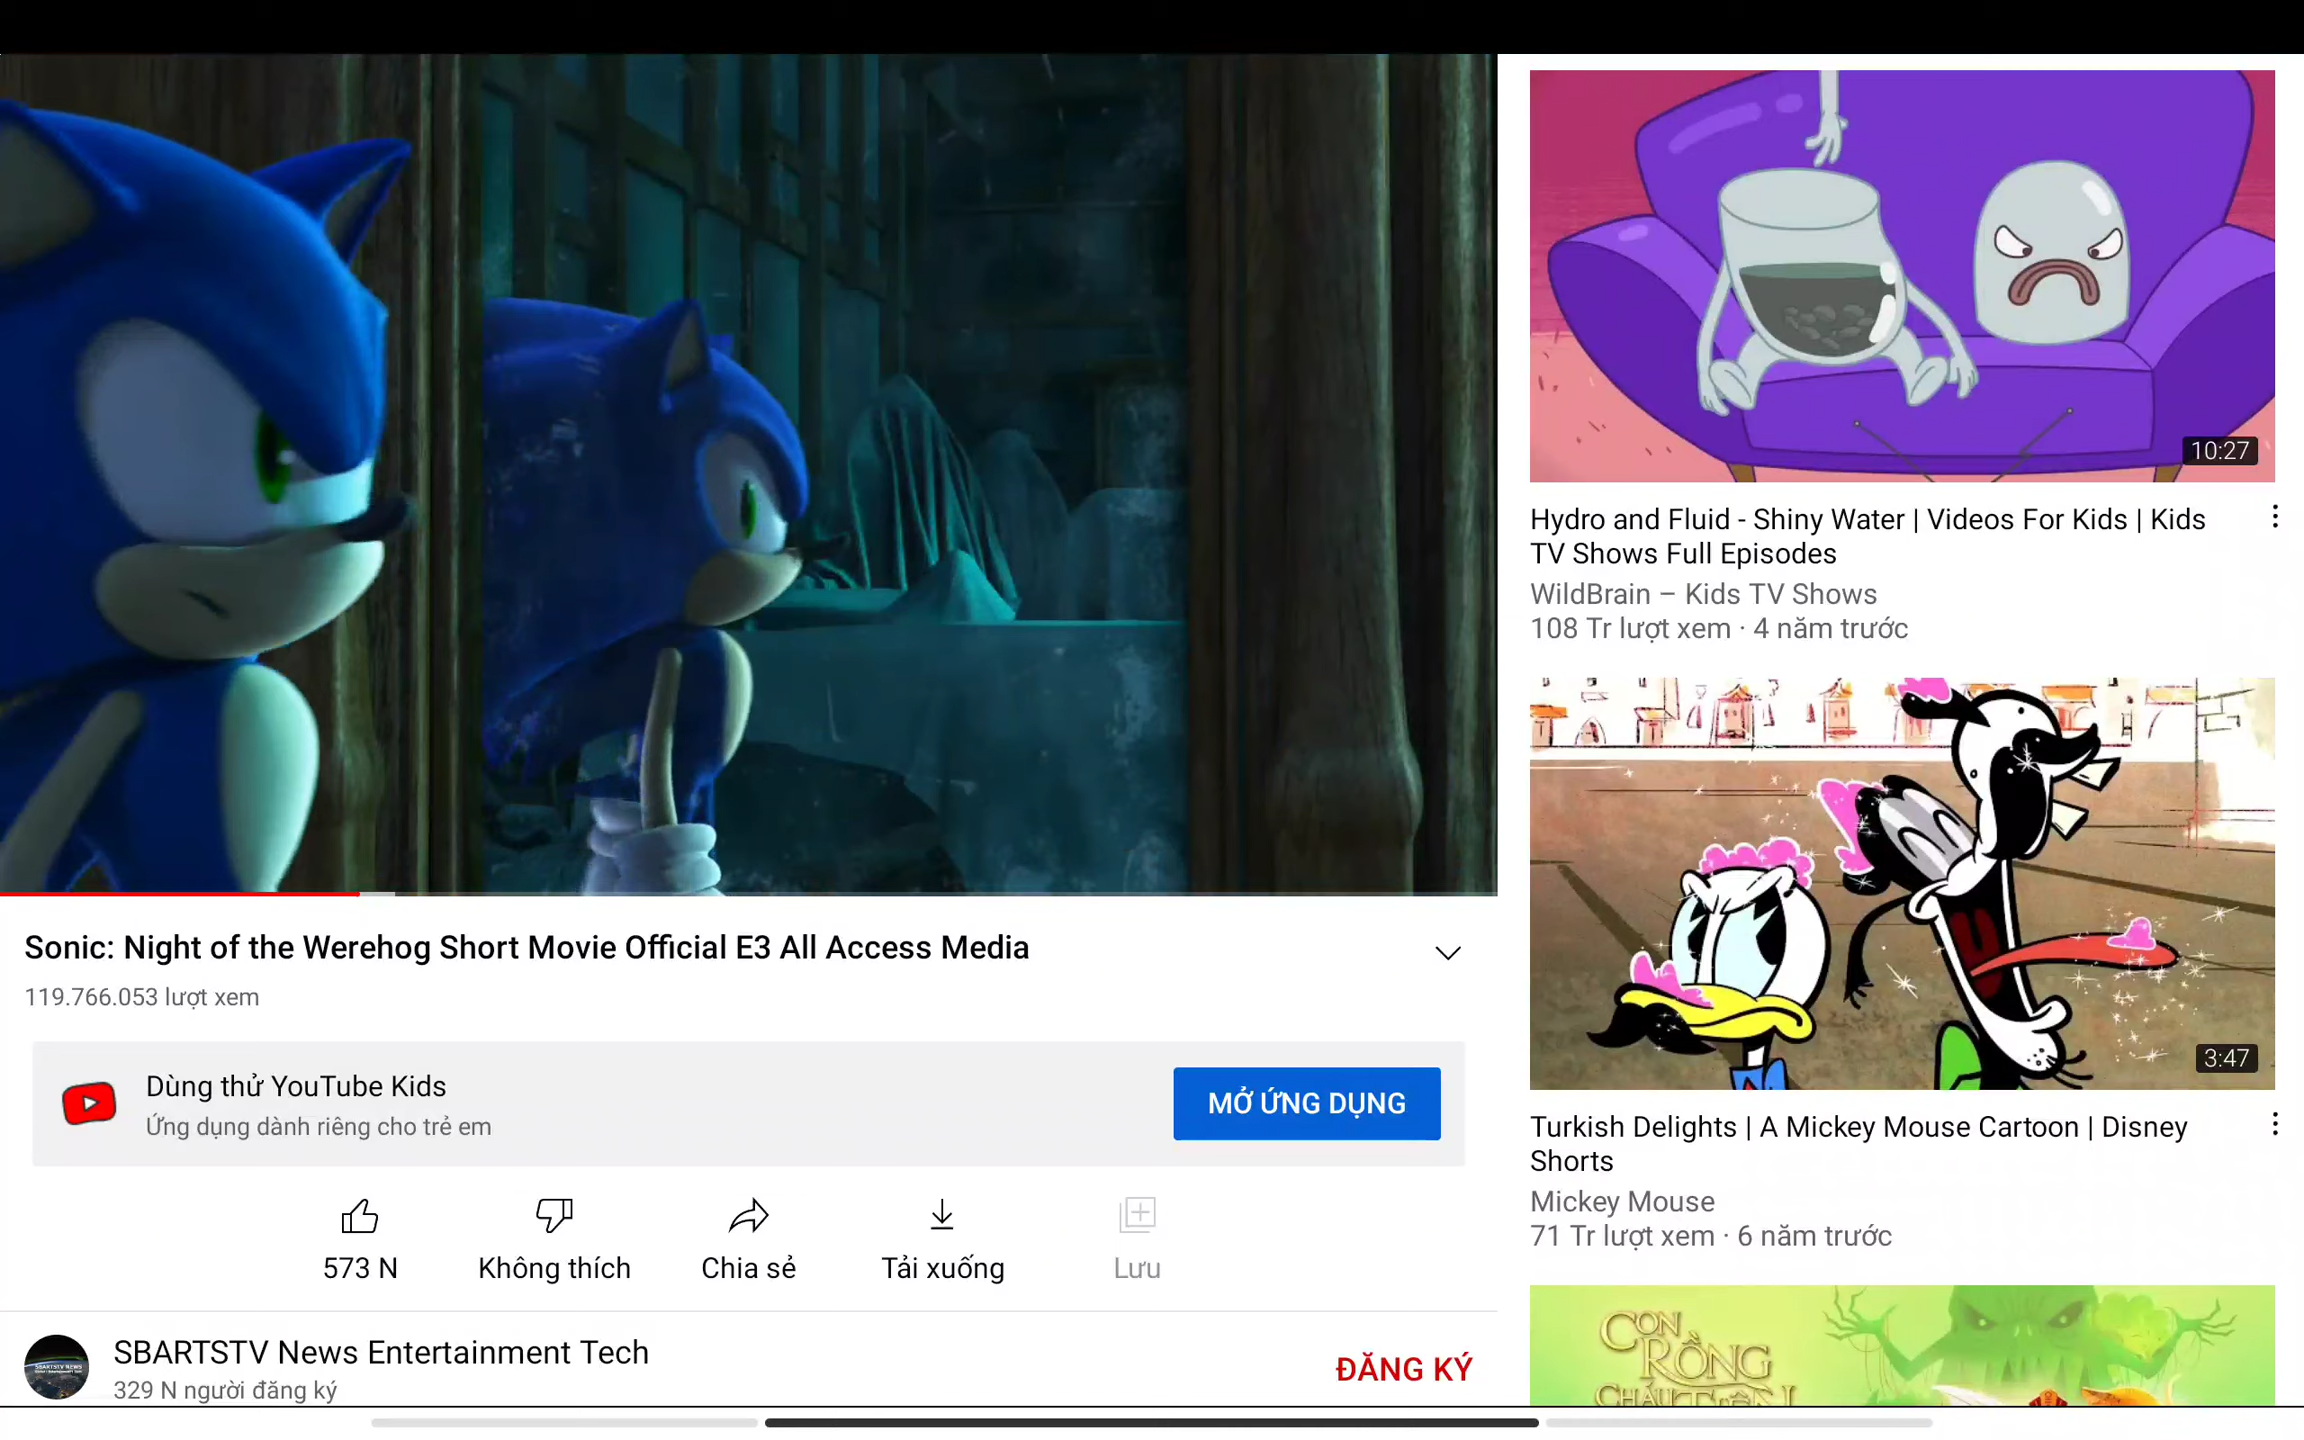 Sonic: Night of the Werehog Short Movie Official E3 All Access Media
119.766.053 lượt xem
Dùng thử YouTube Kids
Ứng dụng dành riêng cho trẻ em
MỞ ỨNG DỤNG
573 N
Không thích
Chia sẻ
Tải xuống
Lưu
SBARTSTV News Entertainment Tech
329 N người đăng ký
ĐĂNG KÝ
10:27
Hydro and Fluid - Shiny Water | Videos For Kids | Kids
TV Shows Full Episodes
WildBrain – Kids TV Shows
108 Tr lượt xem · 4 năm trước
3:47
Turkish Delights | A Mickey Mouse Cartoon | Disney
Shorts
Mickey Mouse
71 Tr lượt xem · 6 năm trước
CON
RỒNG
CHÁU TIÊN